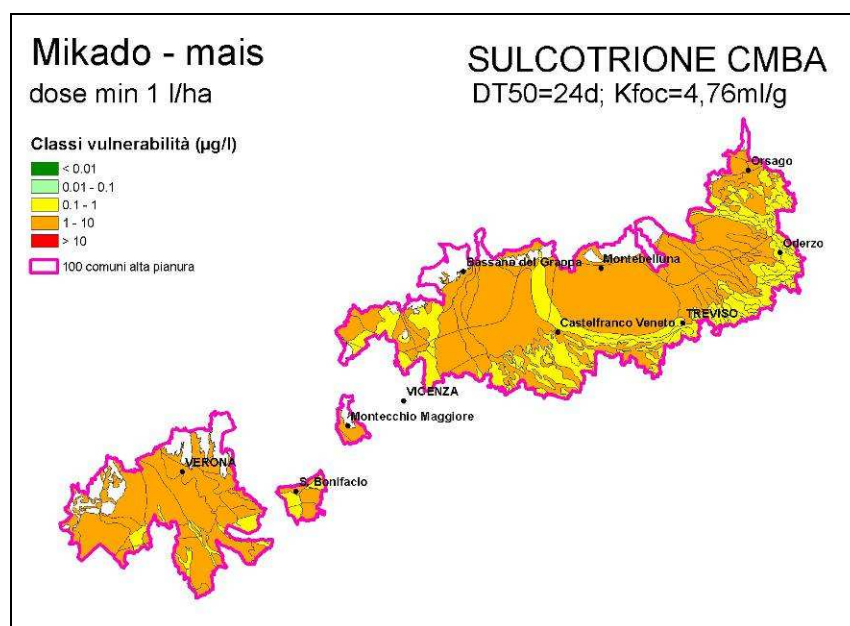 Mikado - mais
dose min 1 l/ha
SULCOTRIONE CMBA
DT50=24d; Kfoc=4,76ml/g
Classi vulnerabilità (µg/l)
< 0.01
0.01 - 0.1
0.1 - 1
1 - 10
> 10
100 comuni alta pianura
Orsago
Oderzo
Bassano del Grappa
Montebelluna
TREVISO
Castelfranco Veneto
VICENZA
Montecchio Maggiore
VERONA
S. Bonifacio